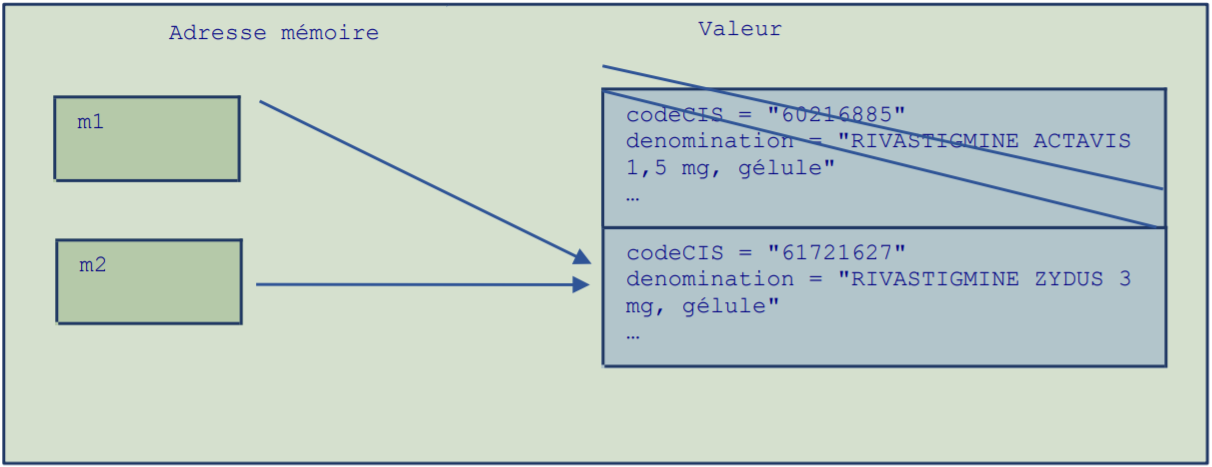 Adresse mémoire
Valeur
m1
codeCIS = "60216885"
denomination = "RIVASTIGMINE ACTAVIS
1,5 mg, gélule"
…
m2
codeCIS = "61721627"
denomination = "RIVASTIGMINE ZYDUS 3
mg, gélule"
…